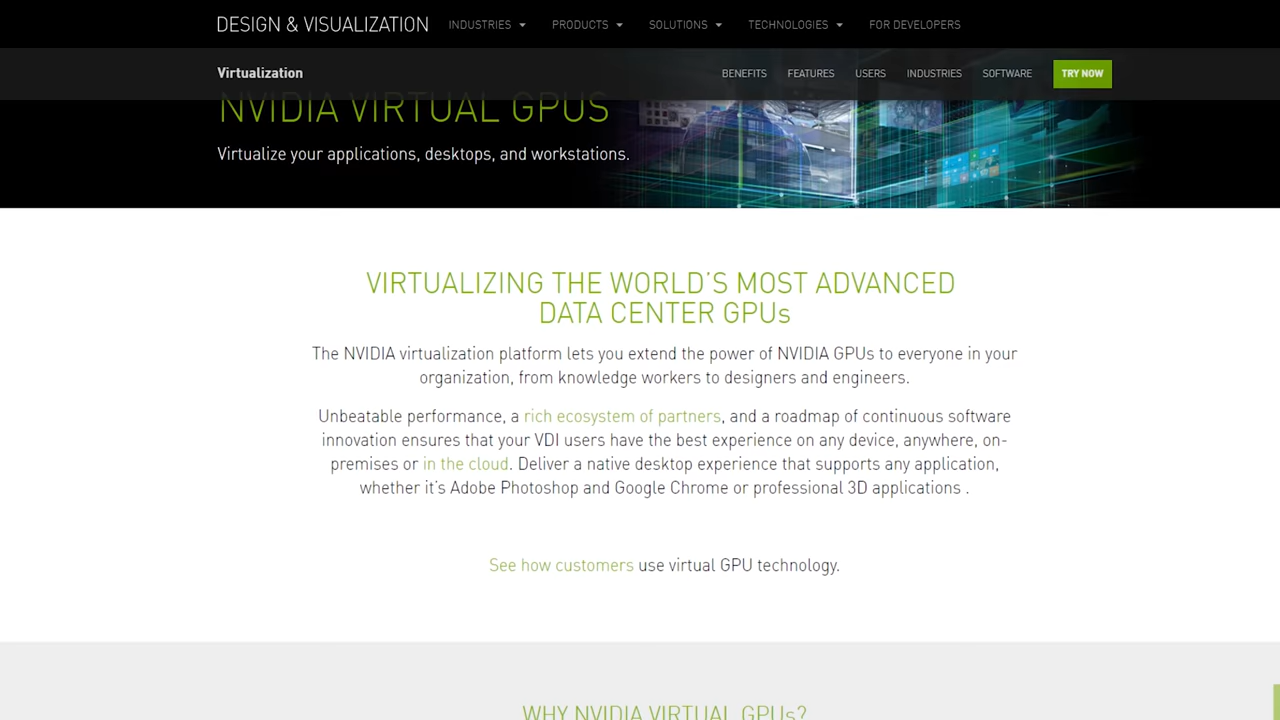 DESIGN & VISUALIZATION INDUSTRIES PRODUCTS SOLUTIONS TECHNOLOGIES FOR DEVELOPERS
Virtualization BENEFITS FEATURES USERS INDUSTRIES SOFTWARE TRY NOW
NVIDIA VIRTUAL GPUS
Virtualize your applications, desktops, and workstations.
VIRTUALIZING THE WORLD'S MOST ADVANCED
DATA CENTER GPUs
The NVIDIA virtualization platform lets you extend the power of NVIDIA GPUs to everyone in your
organization, from knowledge workers to designers and engineers.
Unbeatable performance, a rich ecosystem of partners, and a roadmap of continuous software
innovation ensures that your VDI users have the best experience on any device, anywhere, on-
premises or in the cloud. Deliver a native desktop experience that supports any application,
whether it's Adobe Photoshop and Google Chrome or professional 3D applications .
See how customers use virtual GPU technology.
WHY NVIDIA VIRTUAL GPUs?